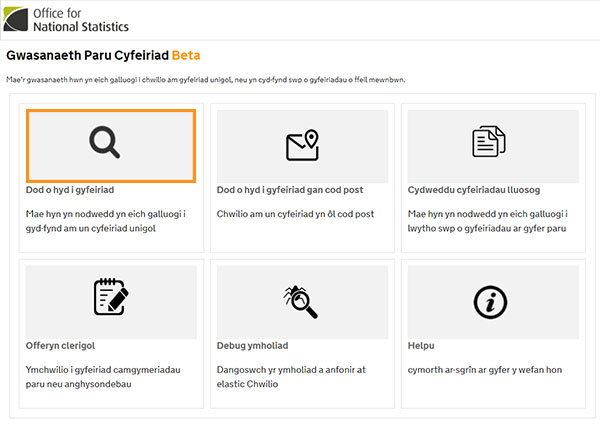 Office for
National Statistics
Gwasanaeth Paru Cyfeiriad Beta
Mae'r gwasanaeth hwn yn eich galluogi i chwilio am gyfeiriad unigol, neu yn cyd-fynd swp o gyfeiriadau o ffeil mewnbwn.
Dod o hyd i gyfeiriad
Mae hyn yn nodwedd yn eich galluogi i
gyd-fynd am un cyfeiriad unigol
Dod o hyd i gyfeiriad gan cod post
Chwilio am un cyfeiriad yn ôl cod post
Cydweddu cyfeiriadau lluosog
Mae hyn yn nodwedd yn eich galluogi i
lwytho swp o gyfeiriadau ar gyfer paru
Offeryn clerigol
Ymchwilio i gyfeiriad camgymeriadau
paru neu anghysondebau
Debug ymholiad
Dangoswch yr ymholiad a anfonir at
elastic Chwilio
Helpu
cymorth ar-sgrîn ar gyfer y wefan hon